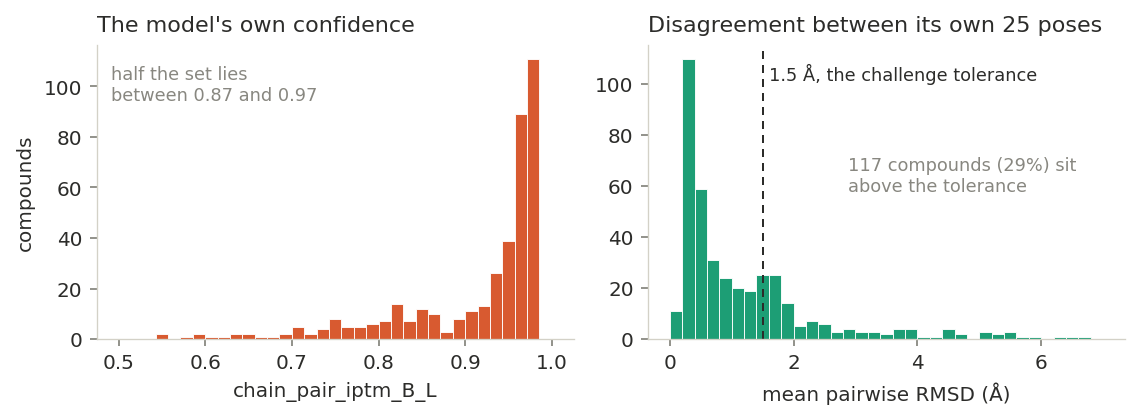 The model's own confidence
half the set lies
between 0.87 and 0.97
compounds
100
80
60
40
20
0
0.5 0.6 0.7 0.8 0.9 1.0
chain_pair_iptm_B_L
Disagreement between its own 25 poses
1.5 Å, the challenge tolerance
117 compounds (29%) sit
above the tolerance
100
80
60
40
20
0
0 2 4 6
mean pairwise RMSD (Å)